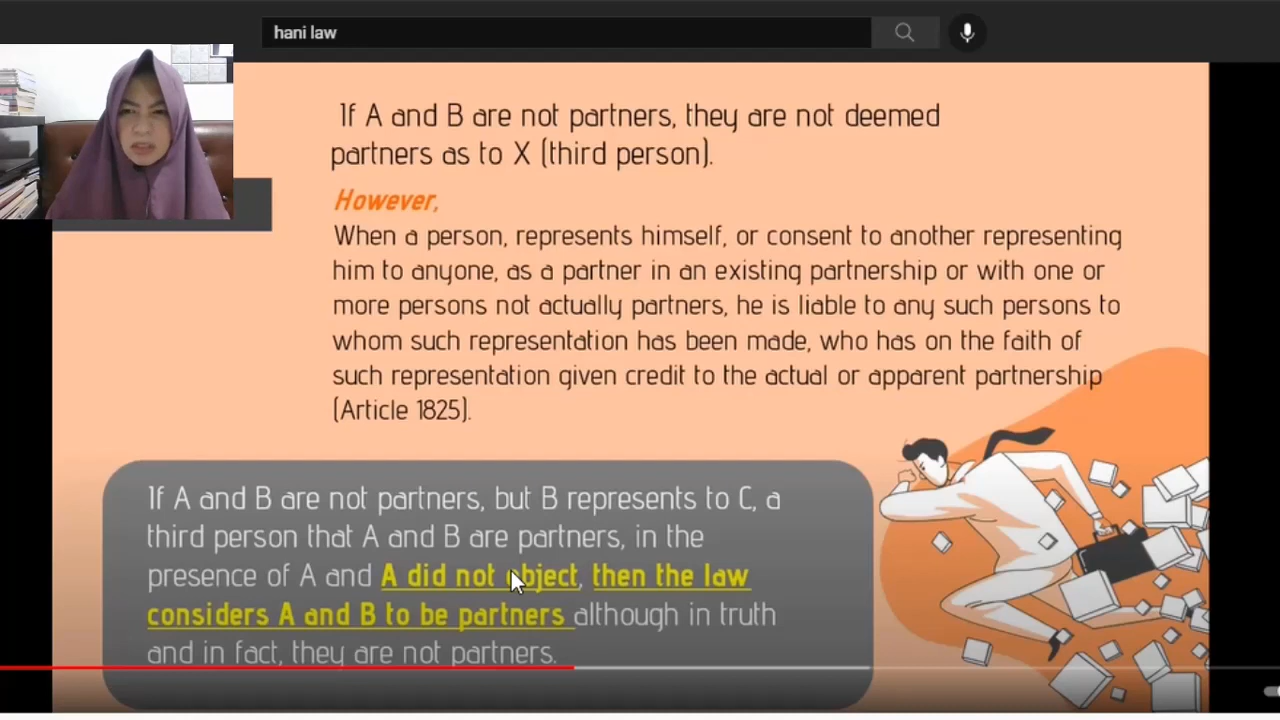 hani law
If A and B are not partners, they are not deemed
partners as to X (third person).
However,
When a person, represents himself, or consent to another representing
him to anyone, as a partner in an existing partnership or with one or
more persons not actually partners, he is liable to any such persons to
whom such representation has been made, who has on the faith of
such representation given credit to the actual or apparent partnership
(Article 1825).
If A and B are not partners, but B represents to C, a
third person that A and B are partners, in the
presence of A and A did not object, then the law
considers A and B to be partners although in truth
and in fact, they are not partners.